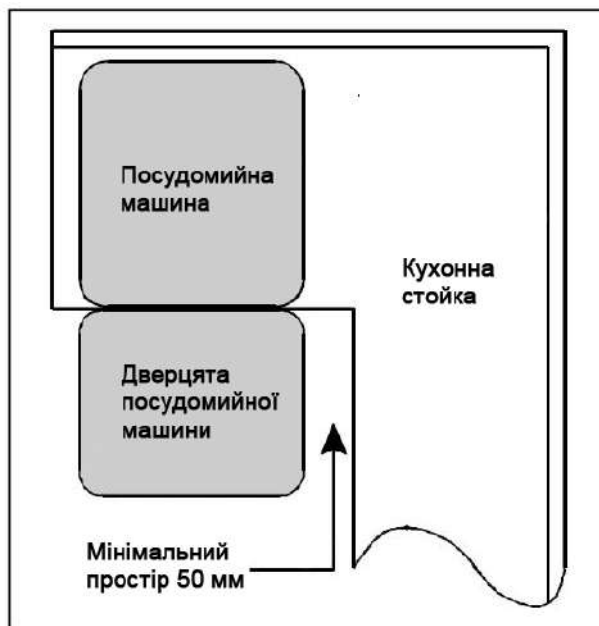 Посудомийна
машина
Кухонна
стойка
Дверцята
посудомийної
машини
Мінімальний
простір 50 мм